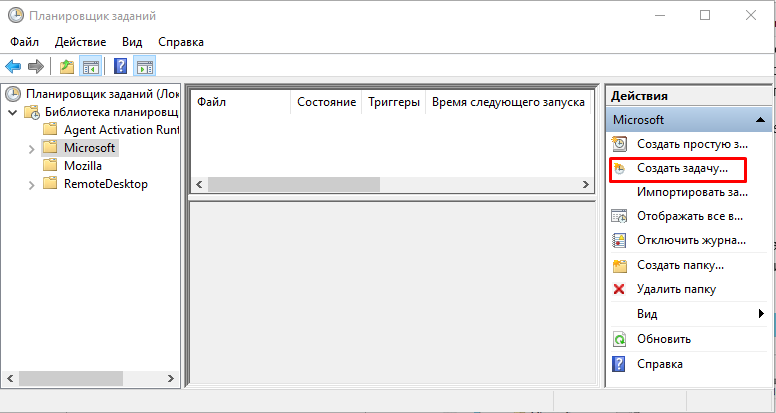 Планировщик заданий
Файл Действие Вид Справка
Планировщик заданий (Лок
Библиотека планировщ
Agent Activation Runt
Microsoft
Mozilla
RemoteDesktop
Файл Состояние Триггеры Время следующего запуска
Действия
Microsoft
Создать простую з...
Создать задачу...
Импортировать за...
Отображать все в...
Отключить журна...
Создать папку...
Удалить папку
Вид
Обновить
Справка